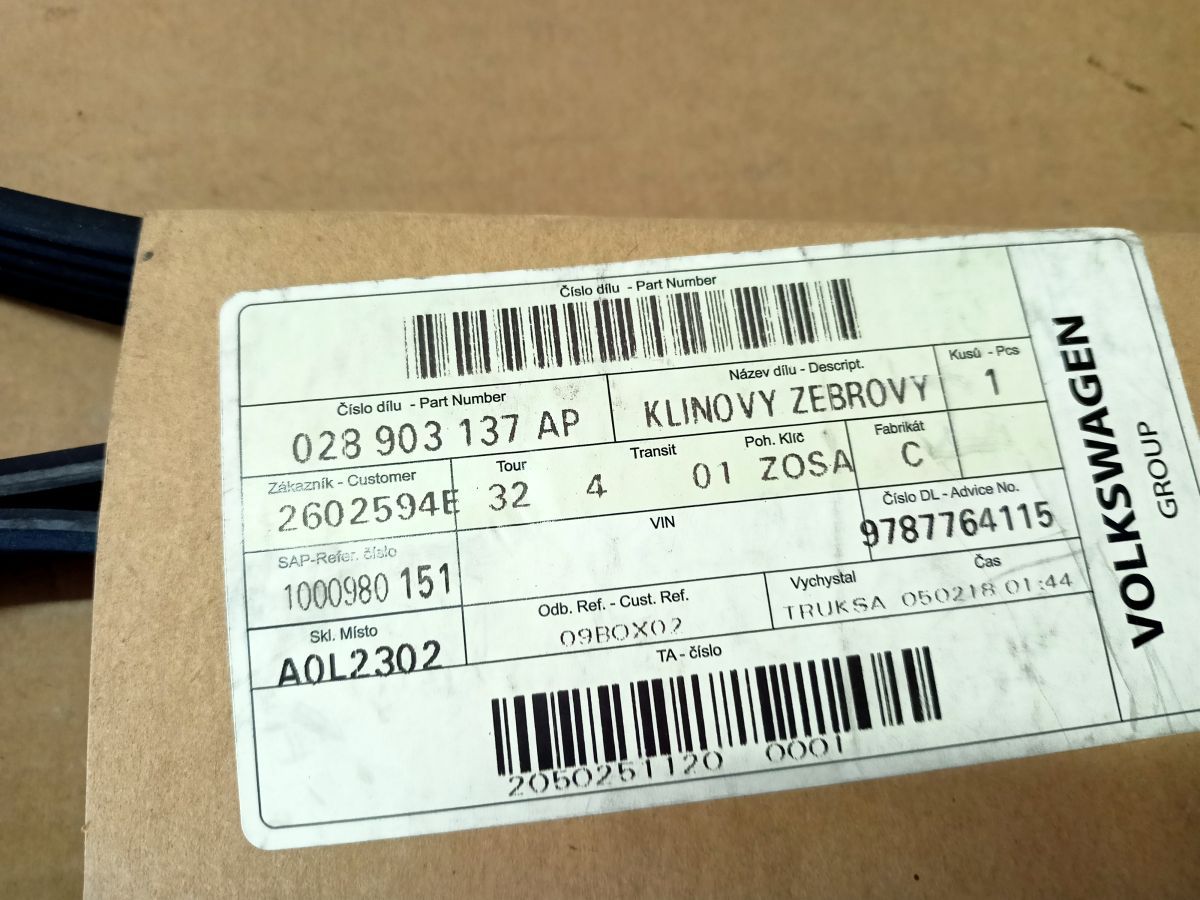 Číslo dílu - Part Number
Číslo dílu - Part Number
028 903 137 AP
Název dílu - Descript.
KLINOVY ZEBROVY
Kusů - Pcs
1
Zákazník - Customer
2602594E
Tour
32 4
Transit
01
Poh. Klíč
ZOSA
Fabrikát
C
SAP-Refer. číslo
1000980 151
VIN
Číslo DL - Advice No.
9787764115
Skl. Místo
A0L2302
Odb. Ref. - Cust. Ref.
09BOX02
Vychystal
TRUKSA
Čas
050218 01:44
TA - číslo
2050251120 0001
VOLKSWAGEN
GROUP